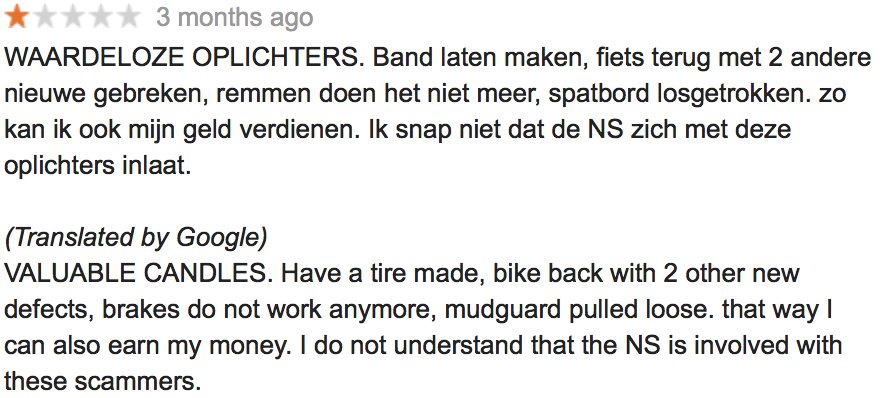 3 months ago
WAARDELOZE OPLICHTERS. Band laten maken, fiets terug met 2 andere
nieuwe gebreken, remmen doen het niet meer, spatbord losgetrokken. zo
kan ik ook mijn geld verdienen. Ik snap niet dat de NS zich met deze
oplichters inlaat.
(Translated by Google)
VALUABLE CANDLES. Have a tire made, bike back with 2 other new
defects, brakes do not work anymore, mudguard pulled loose. that way I
can also earn my money. I do not understand that the NS is involved with
these scammers.